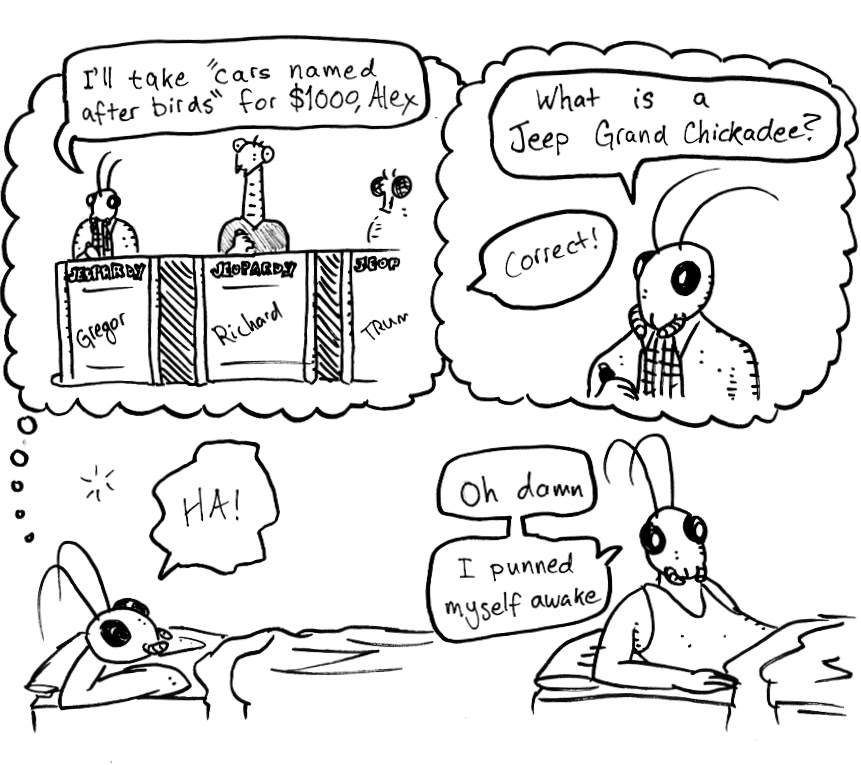 I'll take "cars named
after birds" for $1000, Alex
JEOPARDY
JEOPARDY
JEOP
Gregor
Richard
TRUM
What is a
Jeep Grand Chickadee?
Correct!
HA!
Oh damn
I punned
myself awake